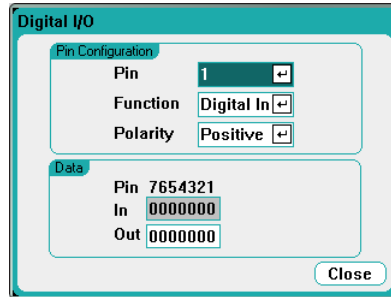 Digital I/O
Pin Configuration
Pin 1
Function Digital In
Polarity Positive
Data
Pin 7654321
In 0000000
Out 0000000
Close